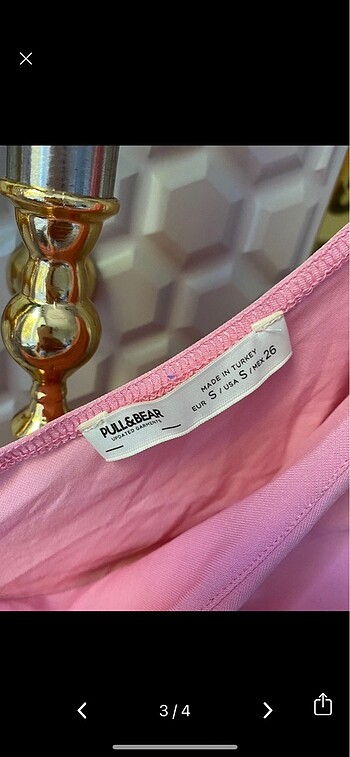 PULL&BEAR
UPDATED GARMENTS
MADE IN TURKEY
EUR S / USA S / MEX 26
3/4